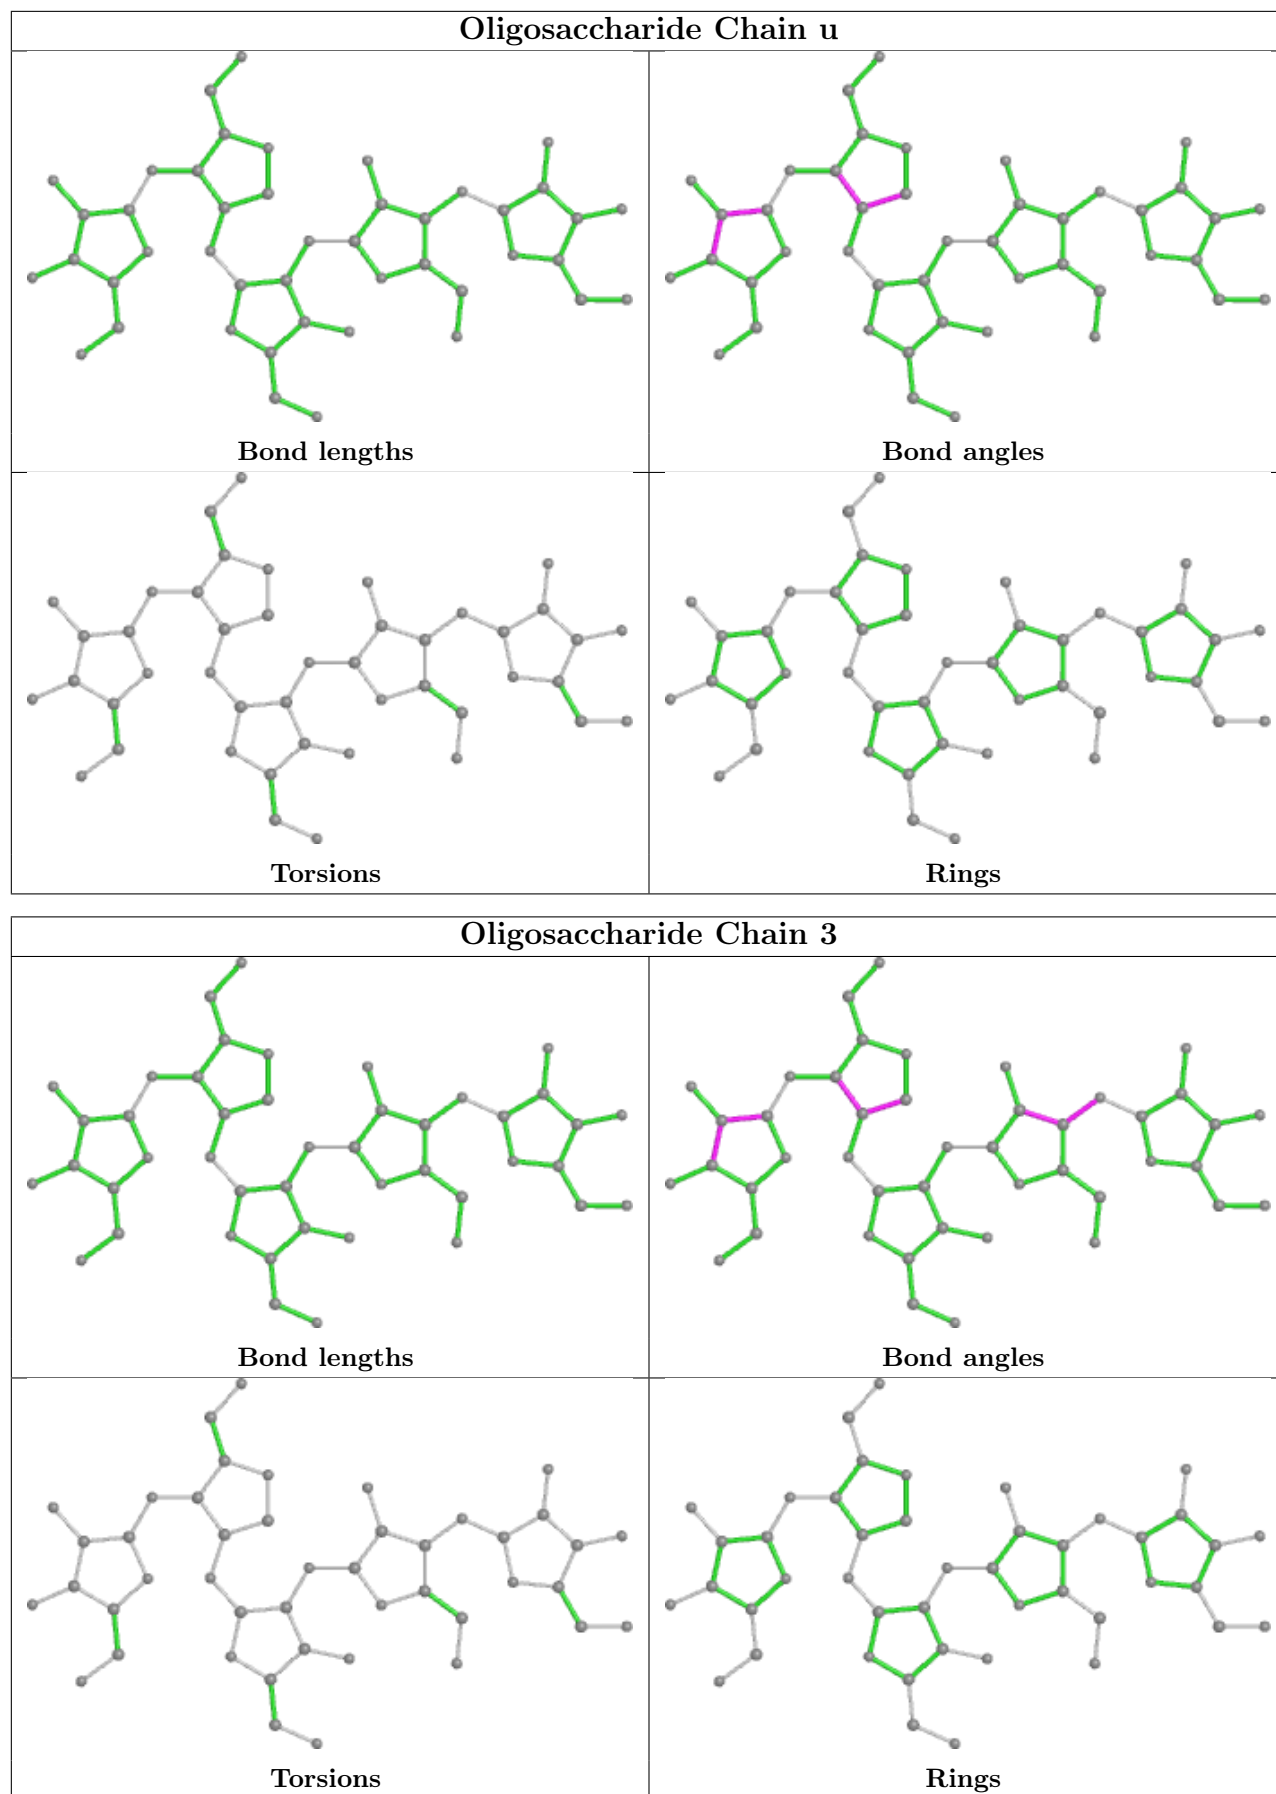 Oligosaccharide Chain u
Bond lengths
Bond angles
Torsions
Rings
Oligosaccharide Chain 3
Bond lengths
Bond angles
Torsions
Rings